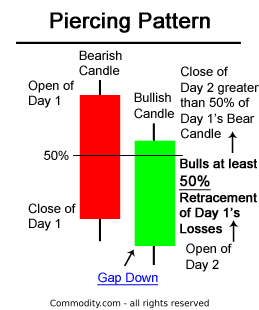 Piercing Pattern
Bearish
Candle
Open of
Day 1
Bullish
Candle
Close of
Day 2 greater
than 50% of
Day 1's Bear
Candle
50%
Bulls at least
50%
Retracement
of Day 1's
Losses
Close of
Day 1
Open of
Day 2
Gap Down
Commodity.com - all rights reserved